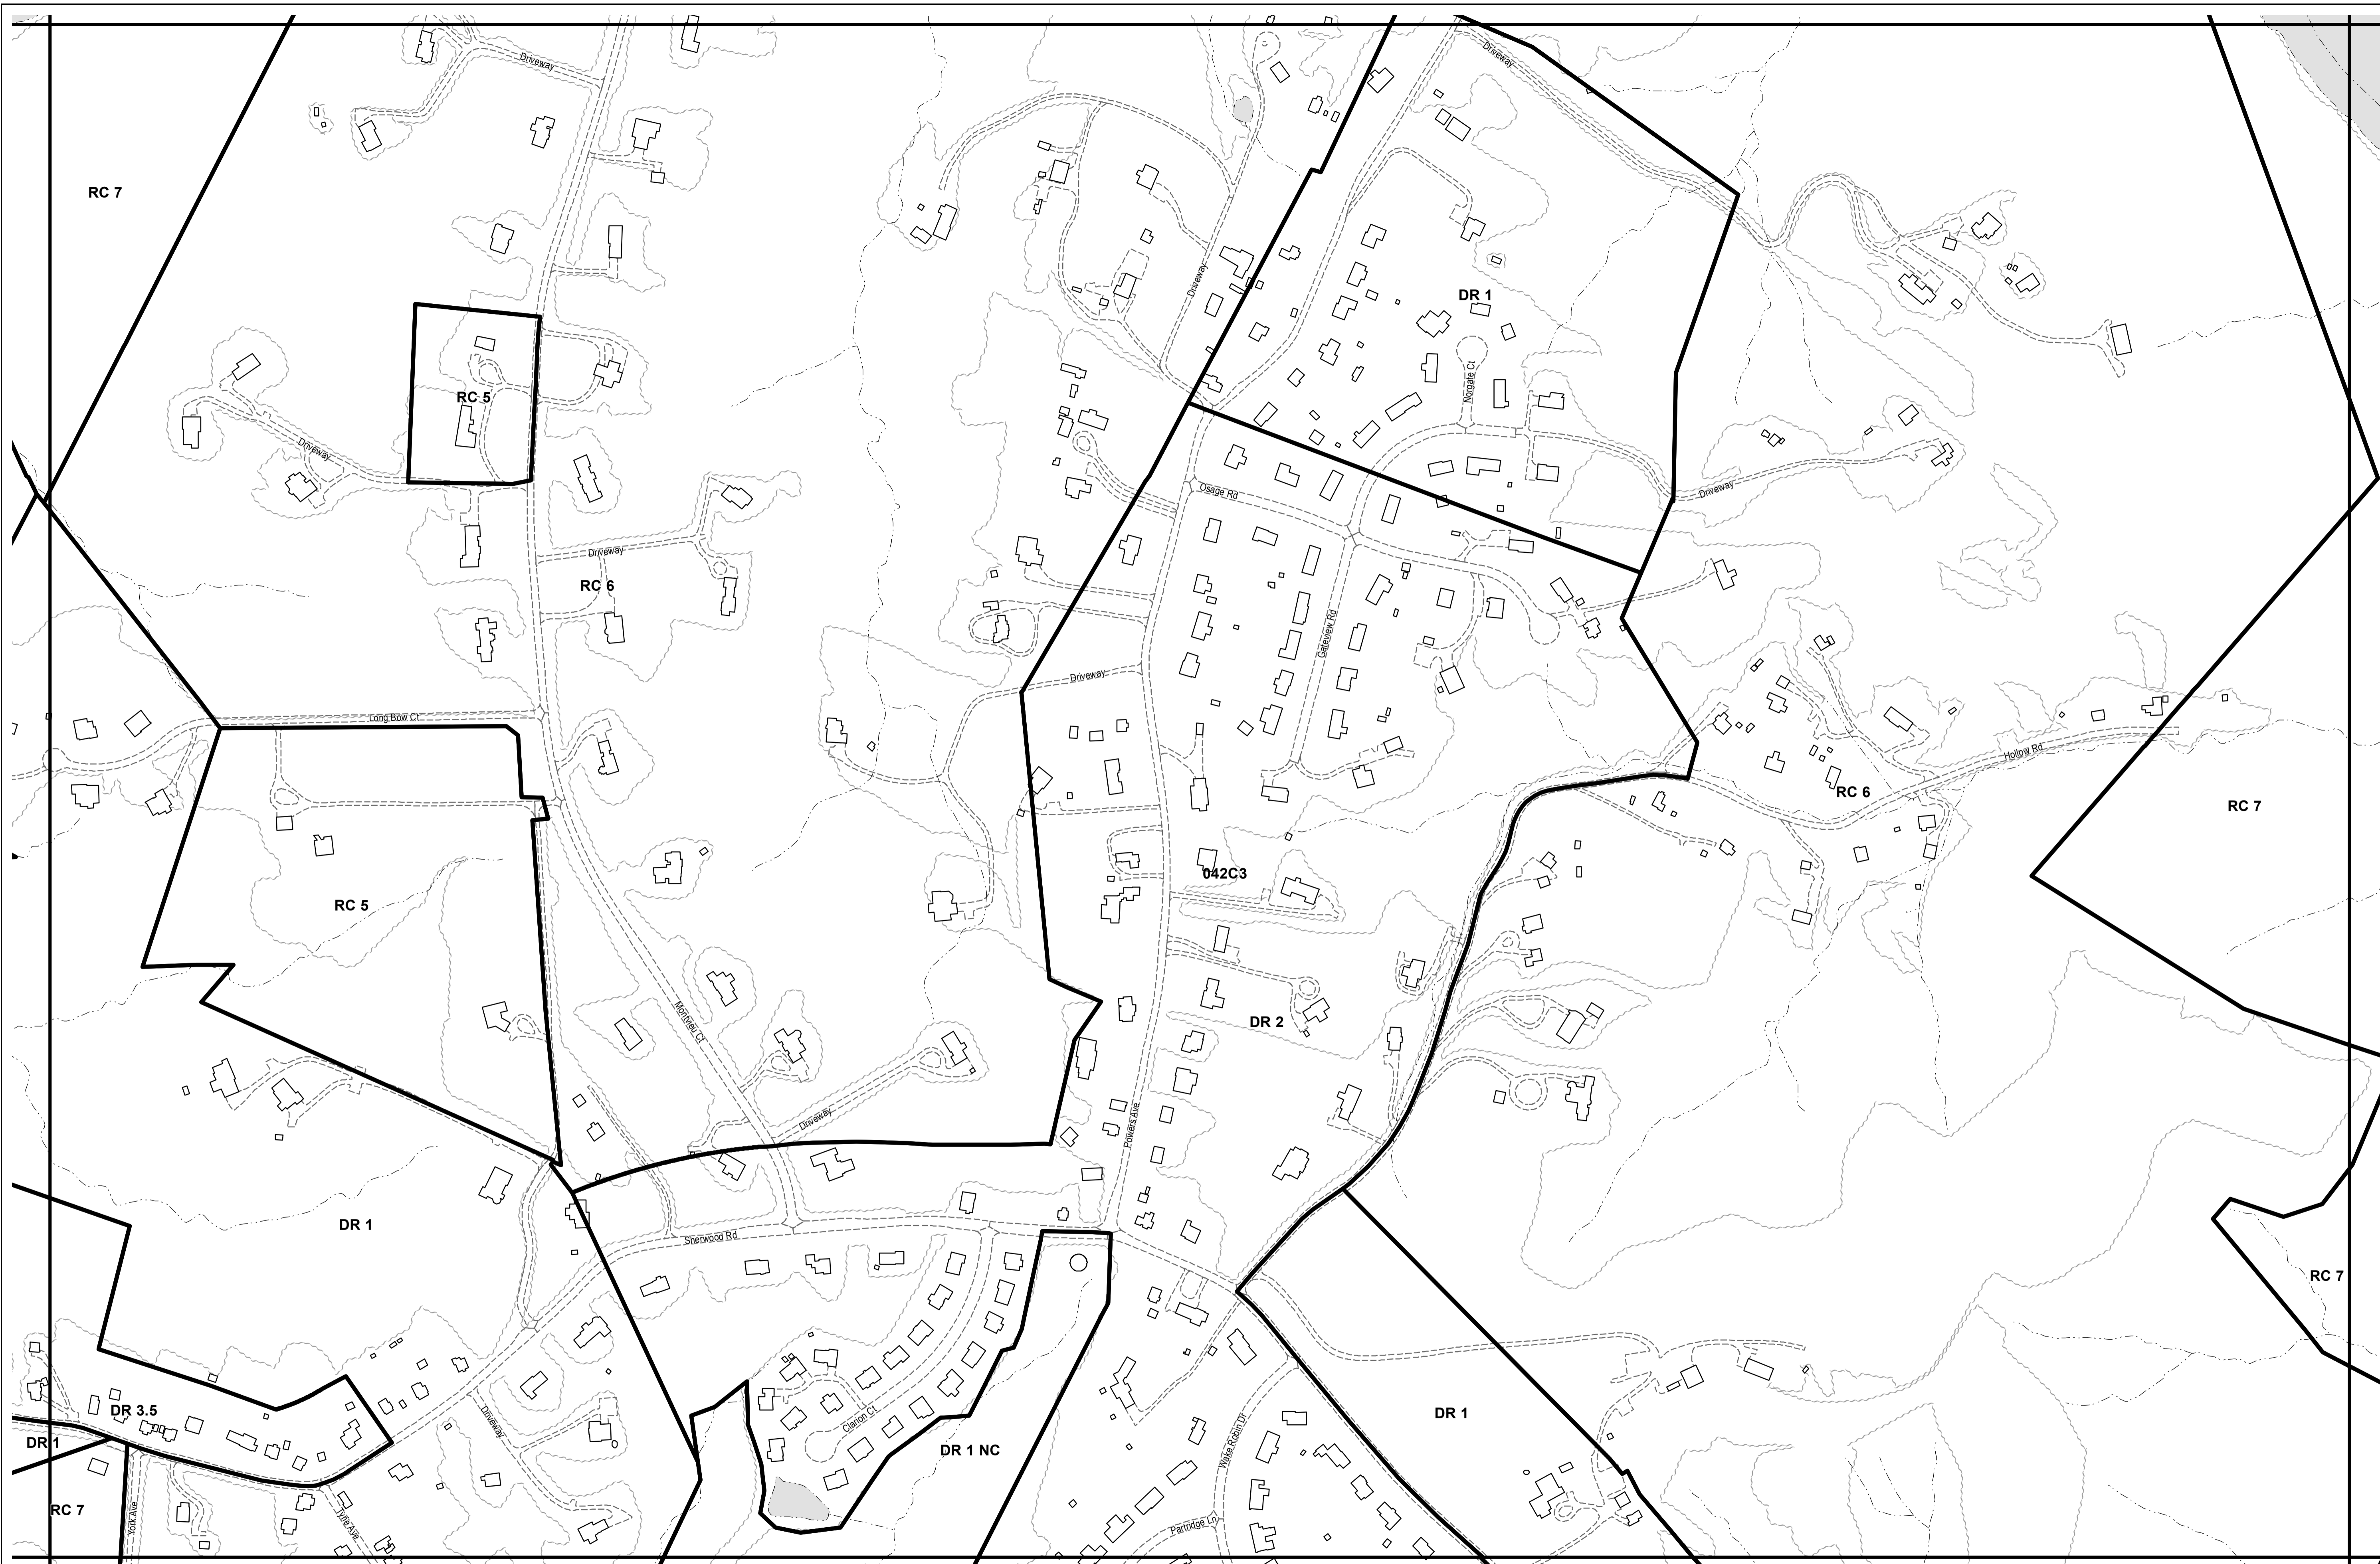 Driveway
Driveway
RC 7
Driveway
DR 1
RC 5
Norgate Ct
Driveway
Osage Rd
Driveway
Driveway
RC 6
Gateview Rd
Driveway
Long Bow Ct
Hollow Rd
RC 6
RC 7
042C3
RC 5
Montvieu Ct
DR 2
Driveway
Powers Ave
DR 1
Sherwood Rd
RC 7
DR 3.5
Driveway
Clarion Ct
DR 1
Wake Robin Dr
DR 1
DR 1 NC
RC 7
York Ave
Partridge Ln